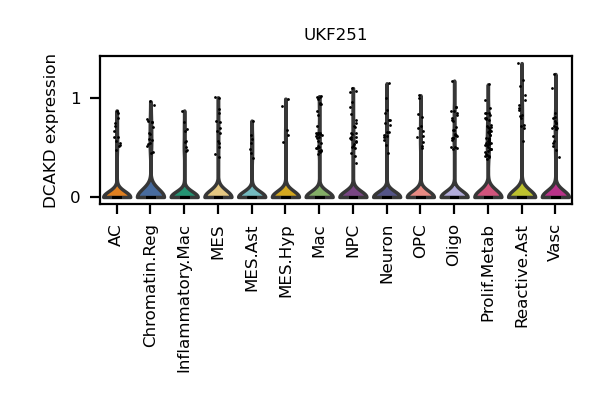 UKF251
DCAKD expression
1
0
AC
Chromatin.Reg
Inflammatory.Mac
MES
MES.Ast
MES.Hyp
Mac
NPC
Neuron
OPC
Oligo
Prolif.Metab
Reactive.Ast
Vasc